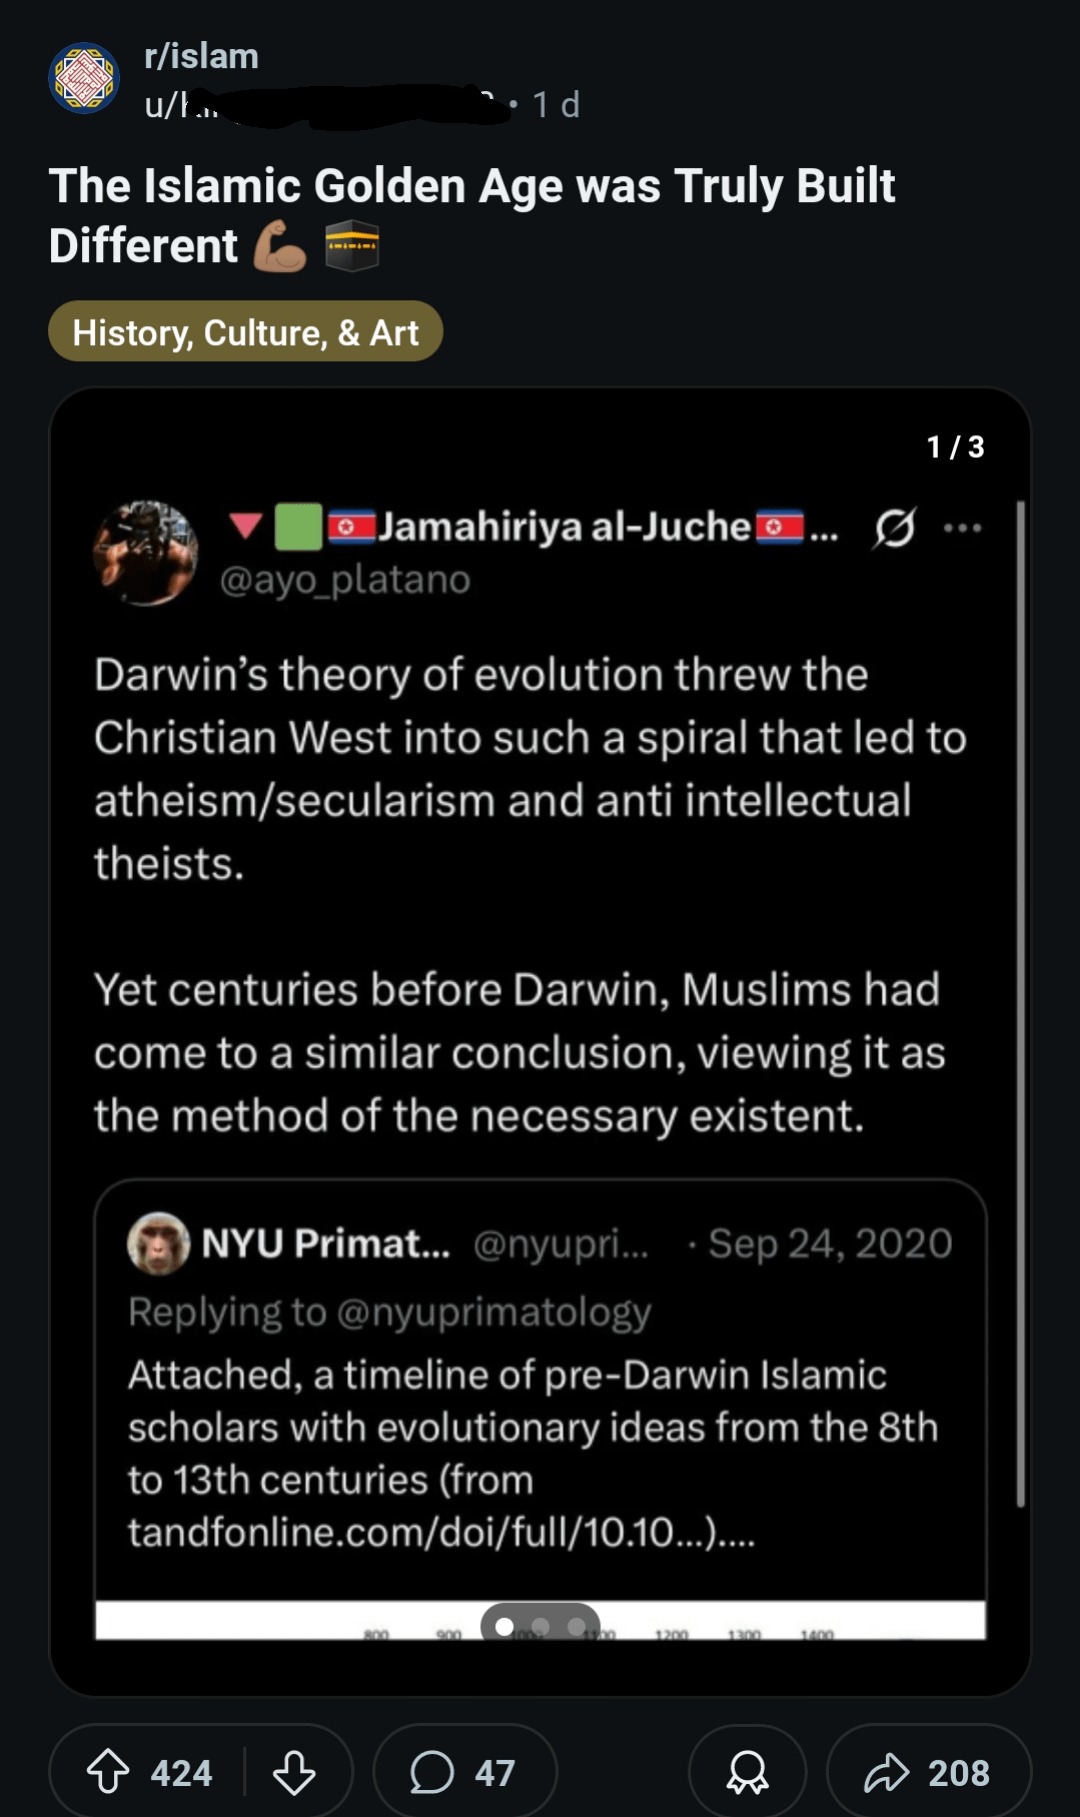 r/islam
• 1 d
The Islamic Golden Age was Truly Built
Different 💪🏽 🕋
History, Culture, & Art
1 / 3
🔻🟩🇰🇵Jamahiriya al-Juche🇰🇵...
@ayo_platano
Darwin’s theory of evolution threw the
Christian West into such a spiral that led to
atheism/secularism and anti intellectual
theists.
Yet centuries before Darwin, Muslims had
come to a similar conclusion, viewing it as
the method of the necessary existent.
NYU Primat... @nyupri... · Sep 24, 2020
Replying to @nyuprimatology
Attached, a timeline of pre-Darwin Islamic
scholars with evolutionary ideas from the 8th
to 13th centuries (from
tandfonline.com/doi/full/10.10...)....
800 900 1000 1100 1200 1300 1400
424 47 208